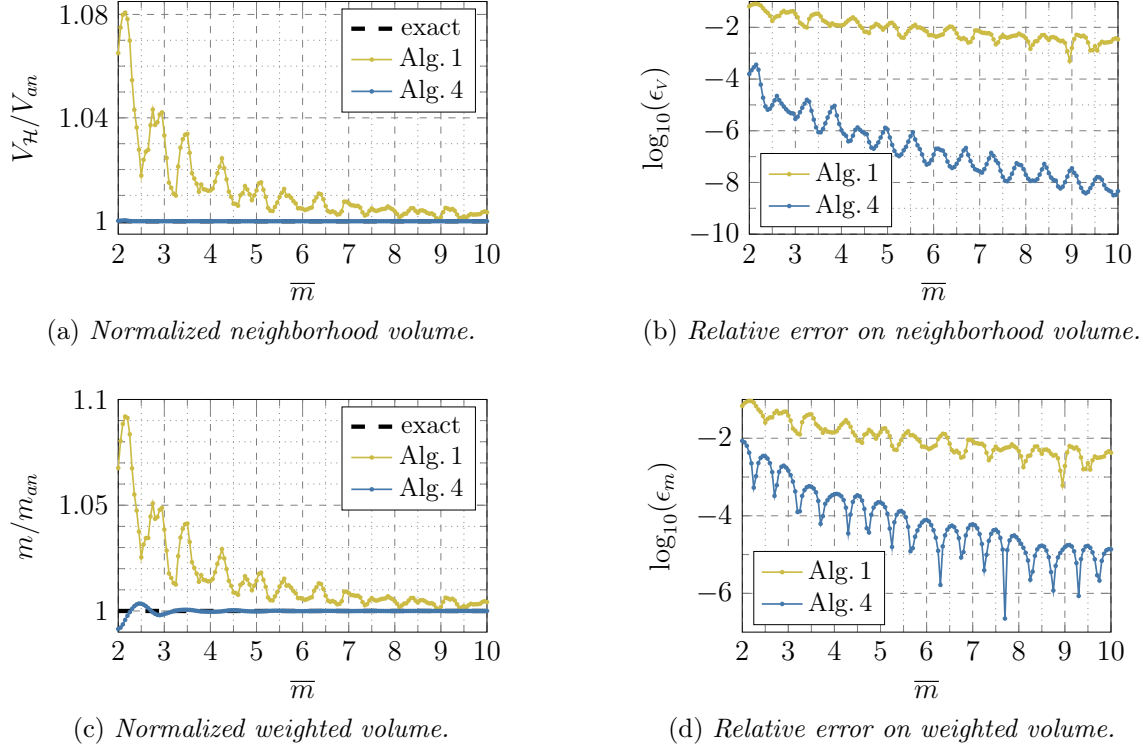 1.08
1.04
1
V_H/V_an
exact
Alg. 1
Alg. 4
2 3 4 5 6 7 8 9 10
m̅
(a) Normalized neighborhood volume.
−2
−4
−6
−8
−10
log₁₀(ϵ_v)
Alg. 1
Alg. 4
2 3 4 5 6 7 8 9 10
m̅
(b) Relative error on neighborhood volume.
1.1
1.05
1
m/m_an
exact
Alg. 1
Alg. 4
2 3 4 5 6 7 8 9 10
m̅
(c) Normalized weighted volume.
−2
−4
−6
log₁₀(ϵ_m)
Alg. 1
Alg. 4
2 3 4 5 6 7 8 9 10
m̅
(d) Relative error on weighted volume.